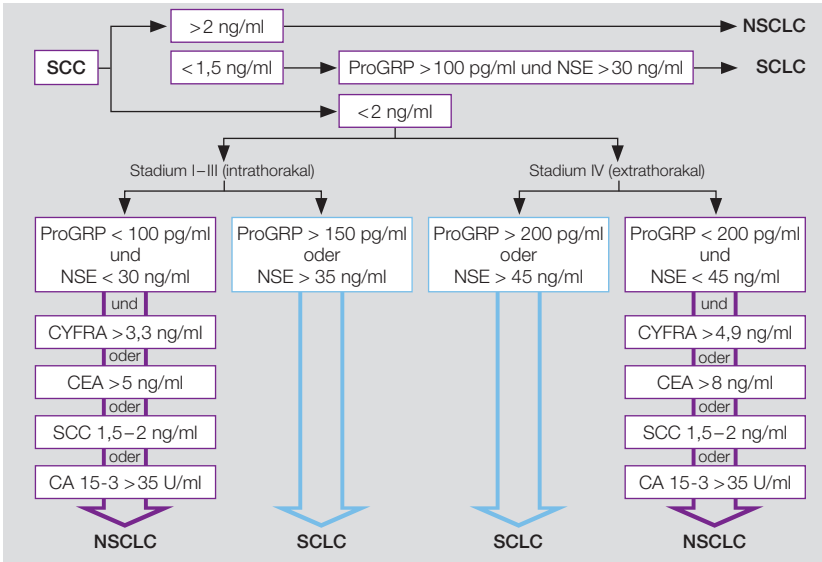 >2 ng/ml
NSCLC
SCC
<1,5 ng/ml
ProGRP >100 pg/ml und NSE >30 ng/ml
SCLC
<2 ng/ml
Stadium I–III (intrathorakal)
Stadium IV (extrathorakal)
ProGRP < 100 pg/ml
und
NSE < 30 ng/ml
ProGRP > 150 pg/ml
oder
NSE > 35 ng/ml
ProGRP > 200 pg/ml
oder
NSE > 45 ng/ml
ProGRP < 200 pg/ml
und
NSE < 45 ng/ml
und
CYFRA >3,3 ng/ml
oder
CEA >5 ng/ml
oder
SCC 1,5–2 ng/ml
oder
CA 15-3 >35 U/ml
und
CYFRA >4,9 ng/ml
oder
CEA >8 ng/ml
oder
SCC 1,5–2 ng/ml
oder
CA 15-3 >35 U/ml
NSCLC
SCLC
SCLC
NSCLC